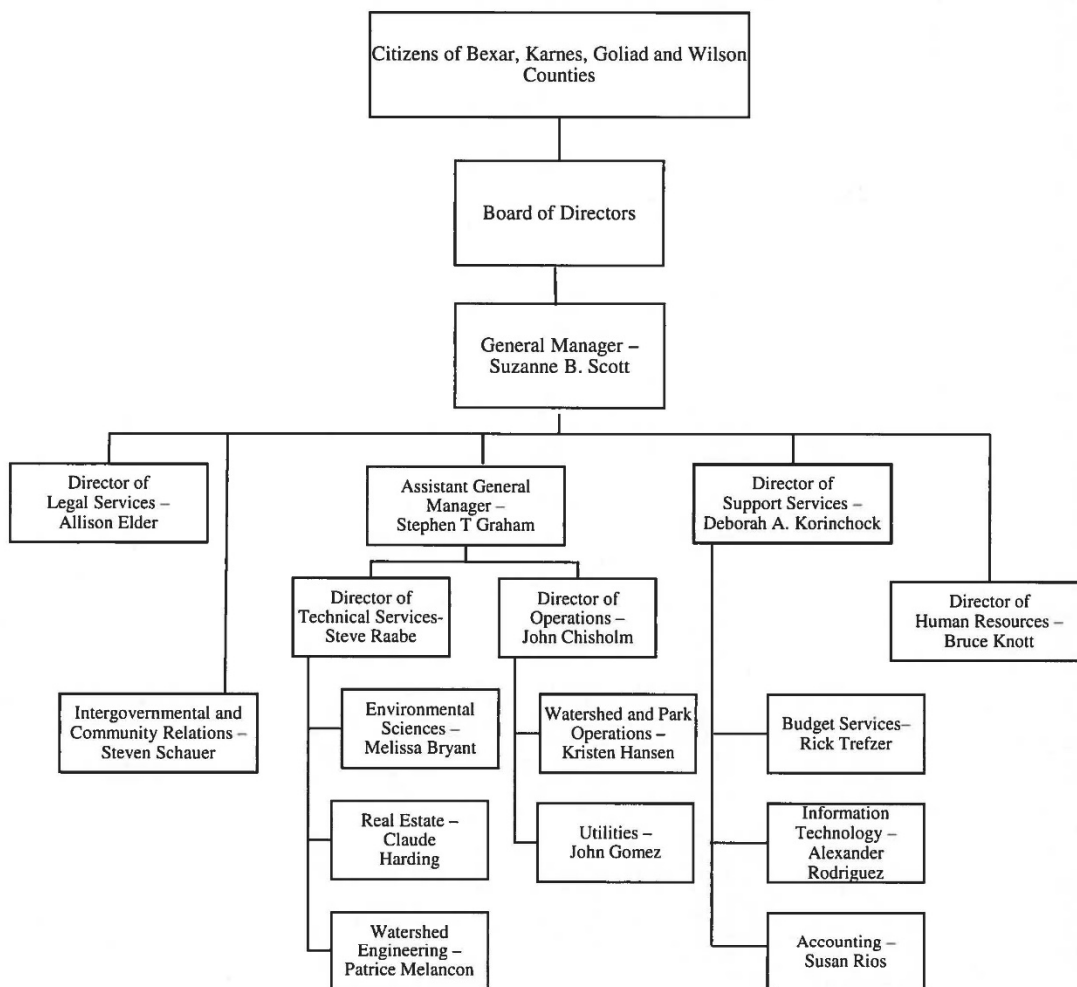 Citizens of Bexar, Karnes, Goliad and Wilson
Counties
Board of Directors
General Manager –
Suzanne B. Scott
Director of
Legal Services –
Allison Elder
Assistant General
Manager –
Stephen T Graham
Director of
Support Services –
Deborah A. Korinchock
Director of
Technical Services-
Steve Raabe
Director of
Operations –
John Chisholm
Director of
Human Resources –
Bruce Knott
Intergovernmental and
Community Relations –
Steven Schauer
Environmental
Sciences –
Melissa Bryant
Watershed and Park
Operations –
Kristen Hansen
Budget Services–
Rick Trefzer
Real Estate –
Claude
Harding
Utilities –
John Gomez
Information
Technology –
Alexander
Rodriguez
Watershed
Engineering –
Patrice Melancon
Accounting –
Susan Rios